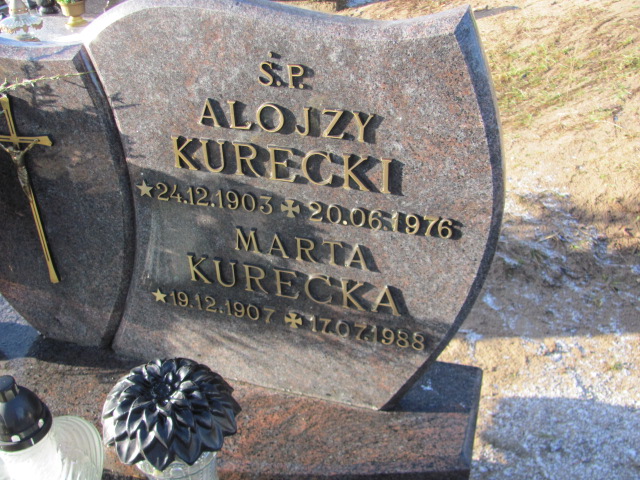 Ś.P.
ALOJZY
KURECKI
★24.12.1903 ✠ 20.06.1976
MARTA
KURECKA
★19.12.1907 ✠ 17.07.1988